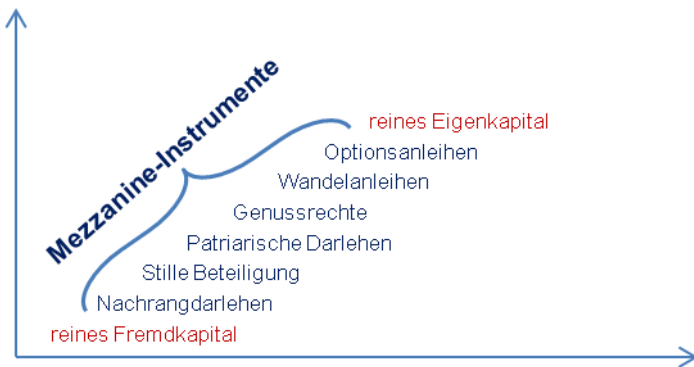 Mezzanine-Instrumente
reines Eigenkapital
Optionsanleihen
Wandelanleihen
Genussrechte
Patriarische Darlehen
Stille Beteiligung
Nachrangdarlehen
reines Fremdkapital